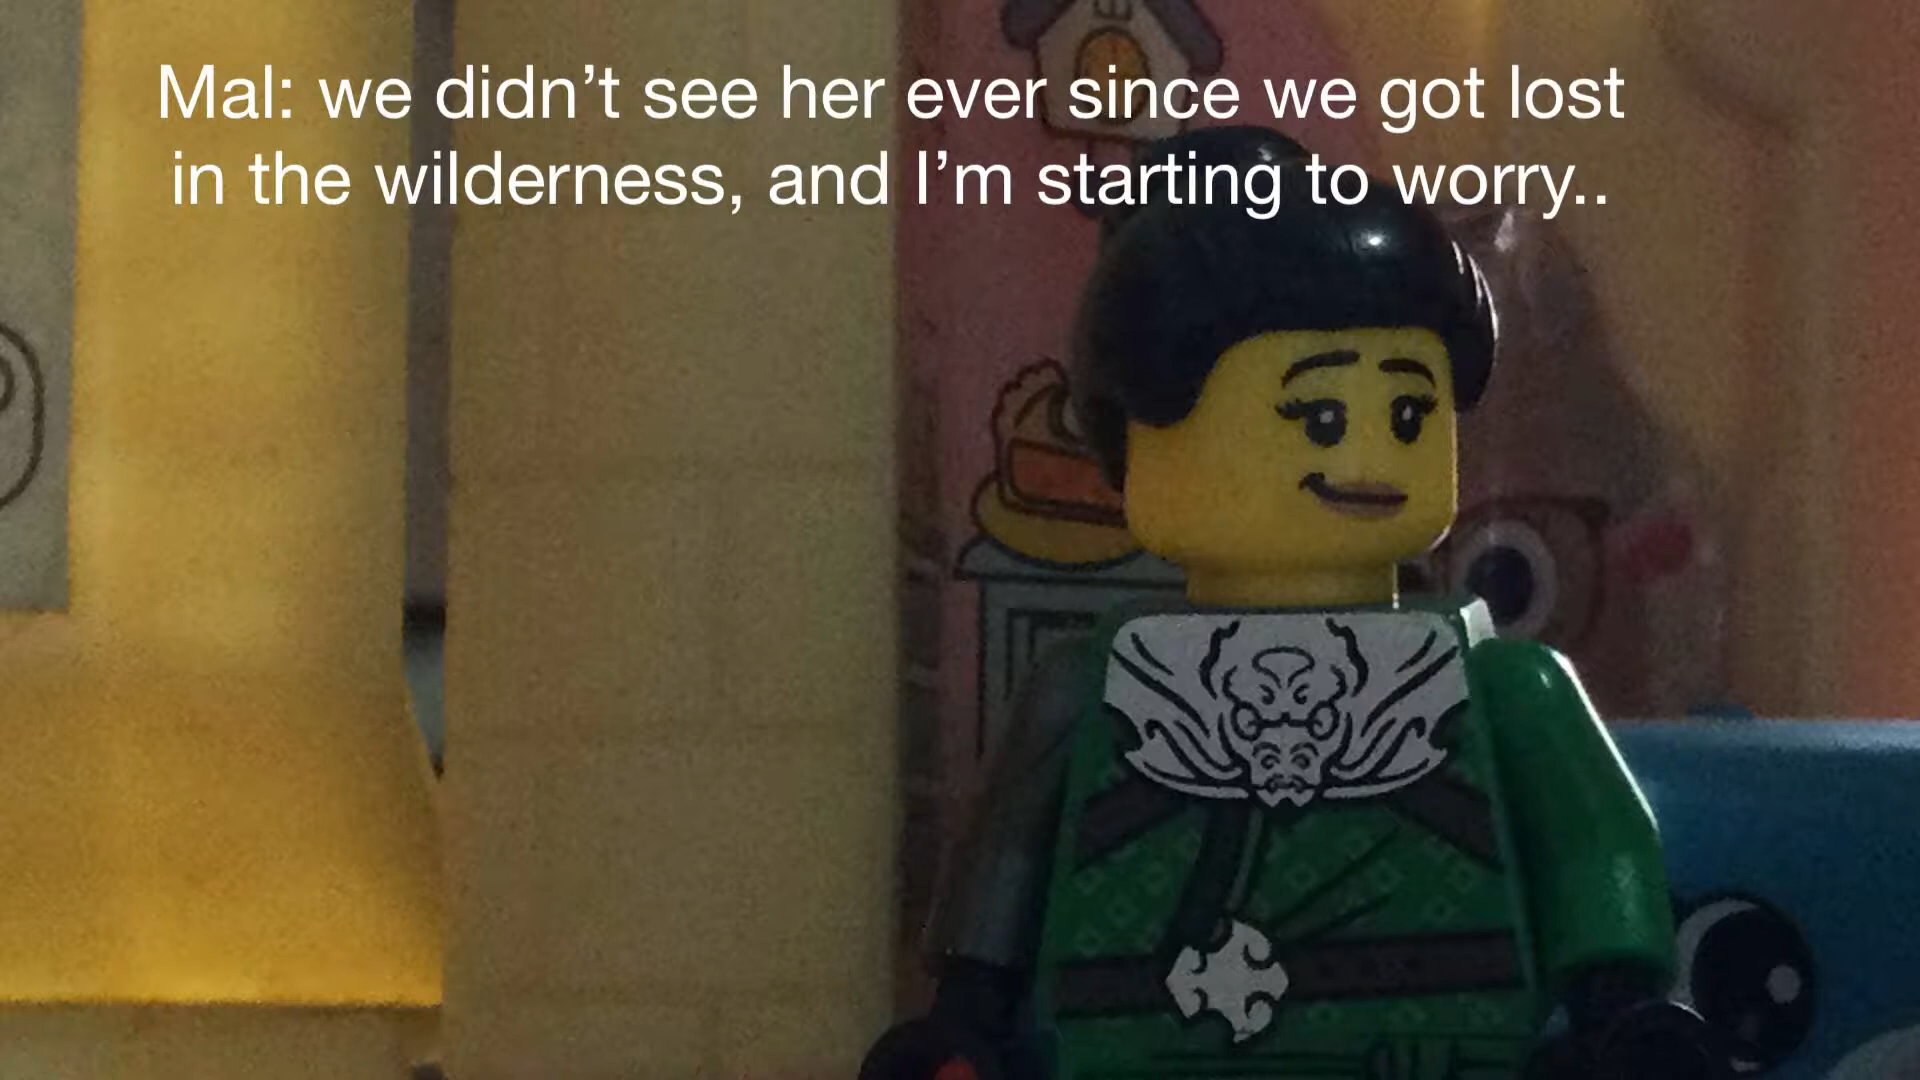 Mal: we didn’t see her ever since we got lost
in the wilderness, and I’m starting to worry..